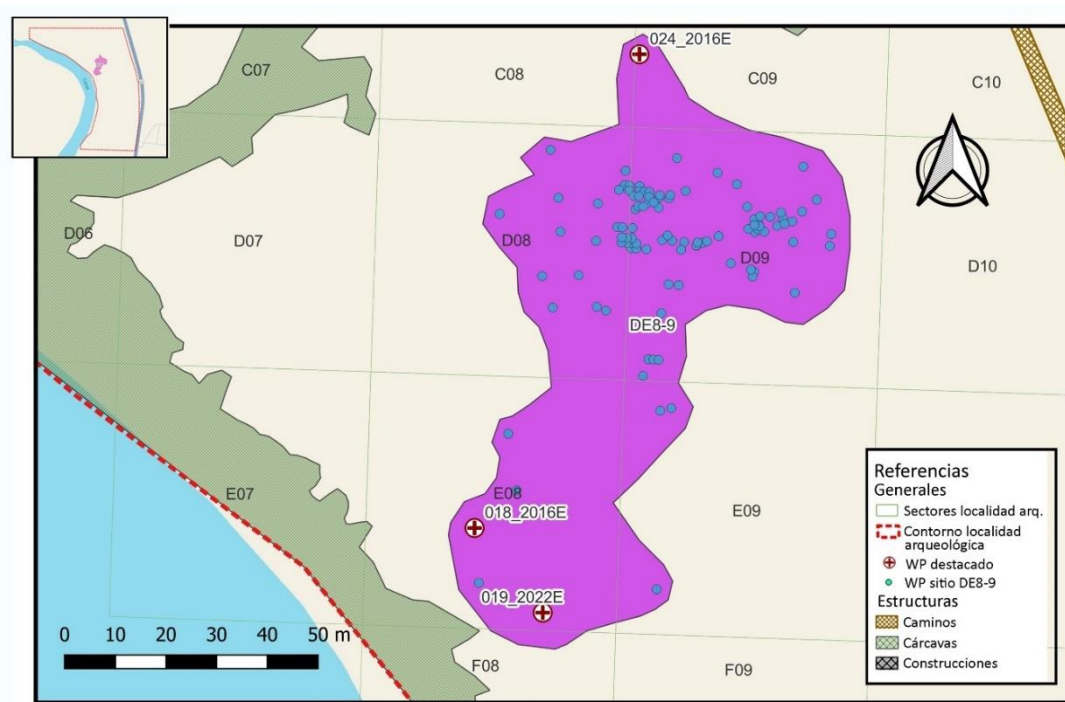 024_2016E
C07
C08
C09
C10
D06
D07
D08
D09
D10
DE8-9
E07
E08
018_2016E
E09
019_2022E
F08
F09
0 10 20 30 40 50 m
Referencias
Generales
Sectores localidad arq.
Contorno localidad
arqueológica
WP destacado
WP sitio DE8-9
Estructuras
Caminos
Cárcavas
Construcciones